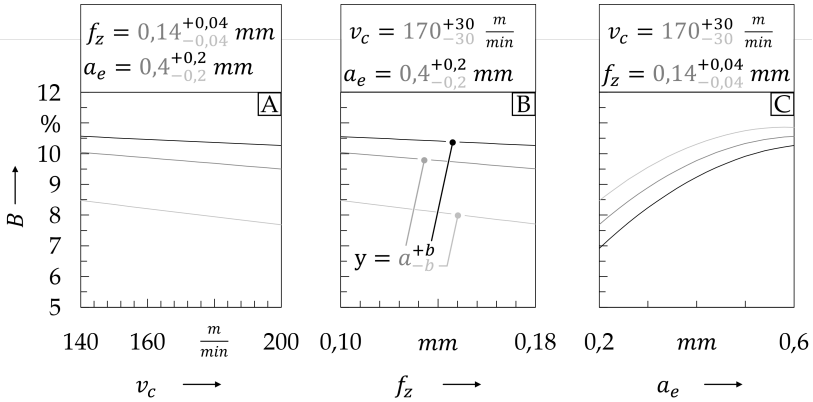 f_z = 0,14 +0,04 −0,04 mm
a_e = 0,4 +0,2 −0,2 mm
v_c = 170 +30 −30 m/min
a_e = 0,4 +0,2 −0,2 mm
v_c = 170 +30 −30 m/min
f_z = 0,14 +0,04 −0,04 mm
A
B
C
12
%
10
9
8
7
6
5
B
y = a +b −b
140 160 m/min 200
0,10 mm 0,18
0,2 mm 0,6
v_c
f_z
a_e